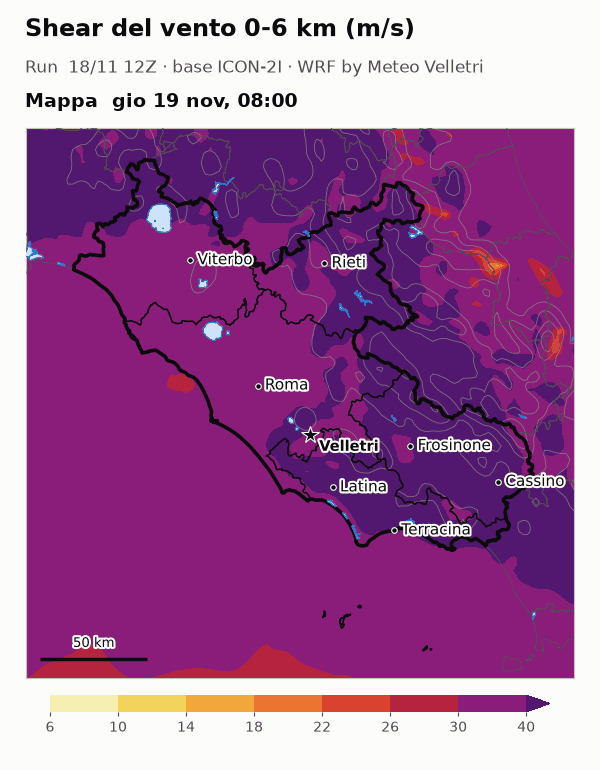 Shear del vento 0-6 km (m/s)
Run  18/11 12Z · base ICON-2I · WRF by Meteo Velletri
Mappa  gio 19 nov, 08:00
Viterbo
Rieti
Roma
Velletri
Frosinone
Latina
Cassino
Terracina
50 km
6 10 14 18 22 26 30 40